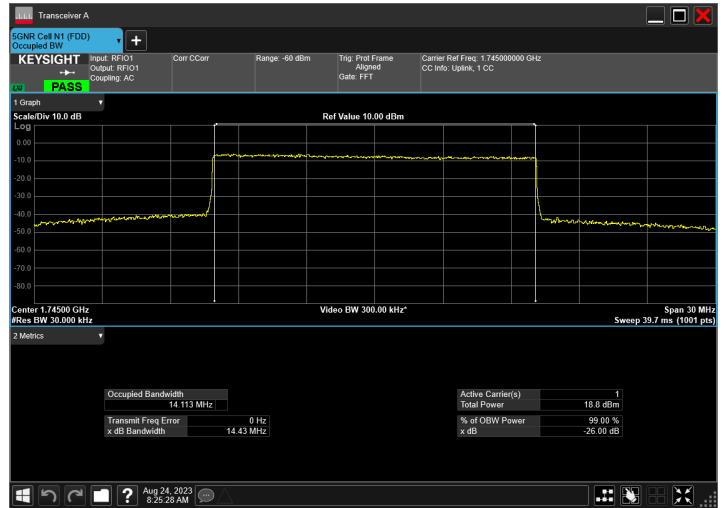 Transceiver A
5GNR Cell N1 (FDD)
Occupied BW
KEYSIGHT
Input: RFIO1
Output: RFIO1
Coupling: AC
Corr CCorr
Range: -60 dBm
Trig: Prot Frame
Aligned
Gate: FFT
Carrier Ref Freq: 1.745000000 GHz
CC Info: Uplink, 1 CC
LXI
PASS
1 Graph
Scale/Div 10.0 dB
Ref Value 10.00 dBm
Log
0.00
-10.0
-20.0
-30.0
-40.0
-50.0
-60.0
-70.0
-80.0
Center 1.74500 GHz
Video BW 300.00 kHz*
Span 30 MHz
#Res BW 30.000 kHz
Sweep 39.7 ms (1001 pts)
2 Metrics
Occupied Bandwidth
14.113 MHz
Active Carrier(s) 1
Total Power 18.8 dBm
Transmit Freq Error 0 Hz
x dB Bandwidth 14.43 MHz
% of OBW Power 99.00 %
x dB -26.00 dB
Aug 24, 2023
8:25:28 AM